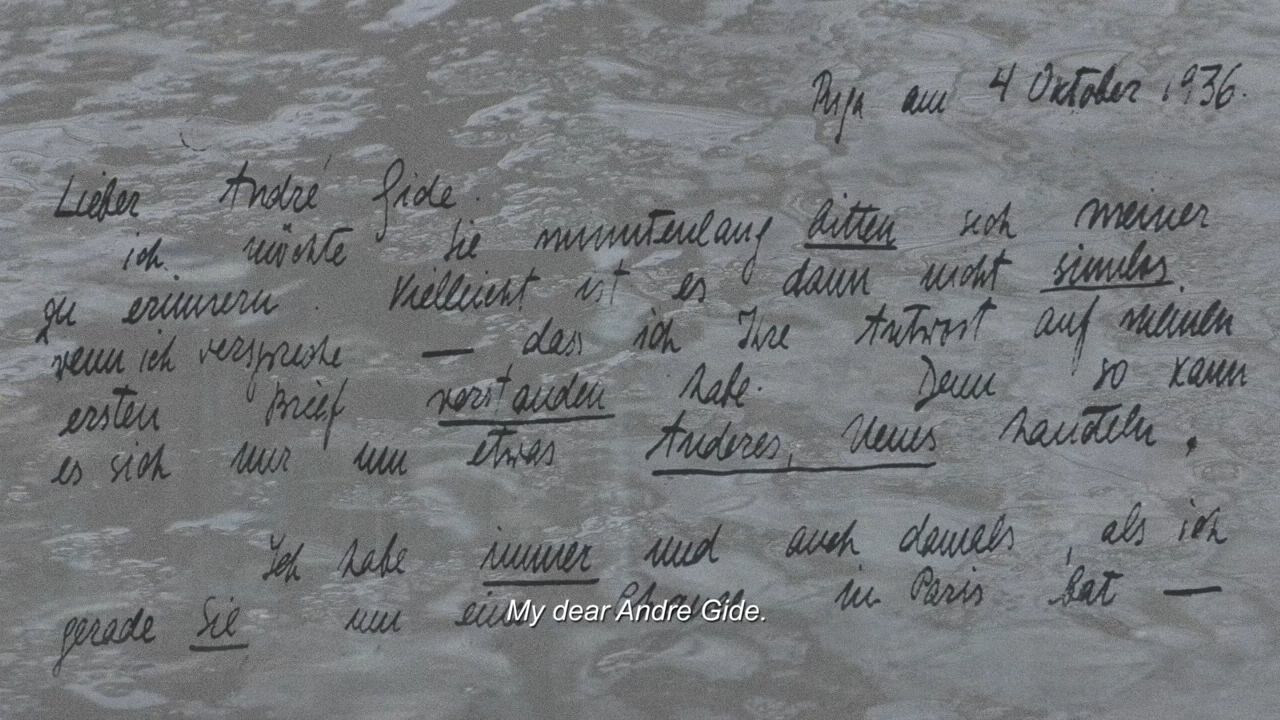 Riga am 4 Oktober 1936.
Lieber André Gide.
ich möchte Sie minutenlang bitten sich meiner
zu erinnern. Vielleicht ist es dann nicht sinnlos,
wenn ich verspreche — dass ich Ihre Antwort auf meinen
ersten Brief verstanden habe. Denn so kann
es sich nur um etwas Anderes, Neues handeln.
Ich habe immer und auch damals, als ich
gerade Sie um eine Chance in Paris bat —
My dear Andre Gide.